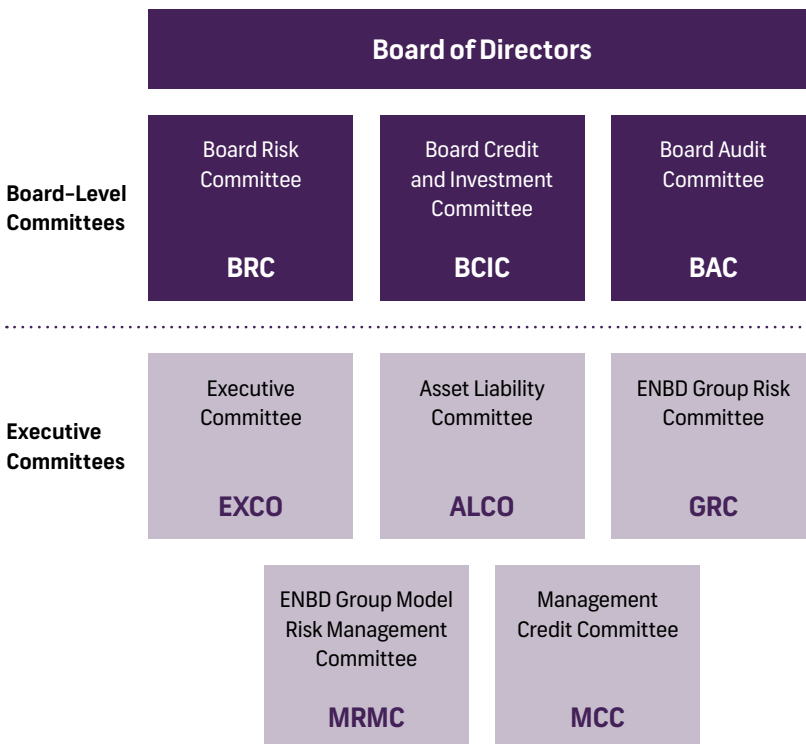 Board of Directors
Board-Level
Committees
Board Risk
Committee
BRC
Board Credit
and Investment
Committee
BCIC
Board Audit
Committee
BAC
Executive
Committees
Executive
Committee
EXCO
Asset Liability
Committee
ALCO
ENBD Group Risk
Committee
GRC
ENBD Group Model
Risk Management
Committee
MRMC
Management
Credit Committee
MCC